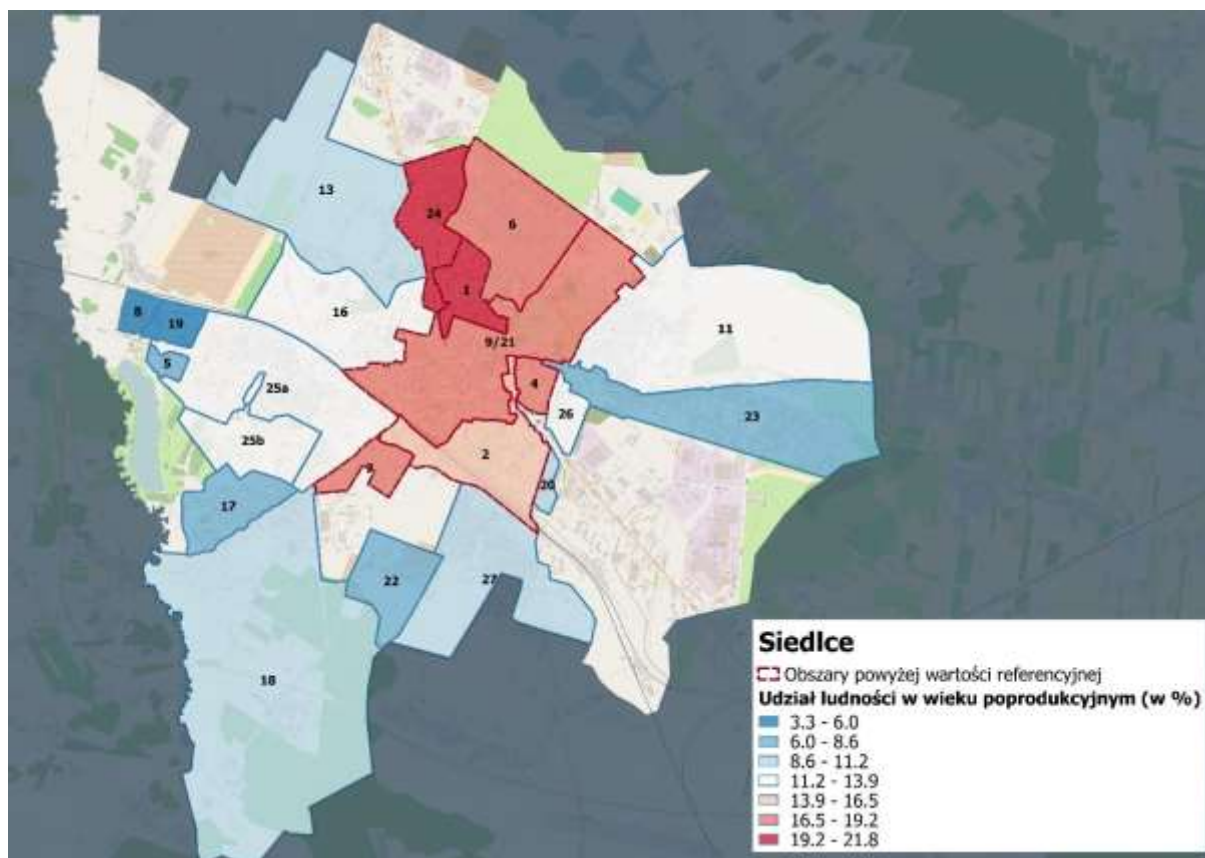 13
24
6
1
16
8
19
9/21
11
5
25a
4
26
23
25b
2
3
20
17
22
27
18
Siedlce
Obszary powyżej wartości referencyjnej
Udział ludności w wieku poprodukcyjnym (w %)
3.3 - 6.0
6.0 - 8.6
8.6 - 11.2
11.2 - 13.9
13.9 - 16.5
16.5 - 19.2
19.2 - 21.8